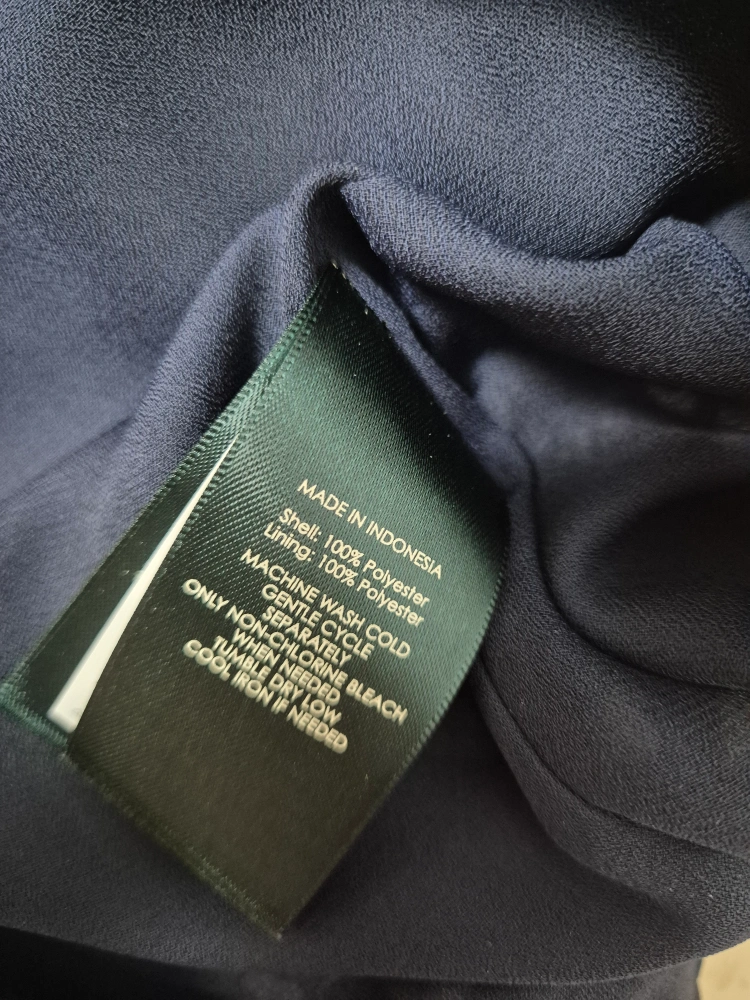 MADE IN INDONESIA
Shell: 100% Polyester
Lining: 100% Polyester
MACHINE WASH COLD
GENTLE CYCLE
SEPARATELY
ONLY NON-CHLORINE BLEACH
WHEN NEEDED
TUMBLE DRY LOW
COOL IRON IF NEEDED